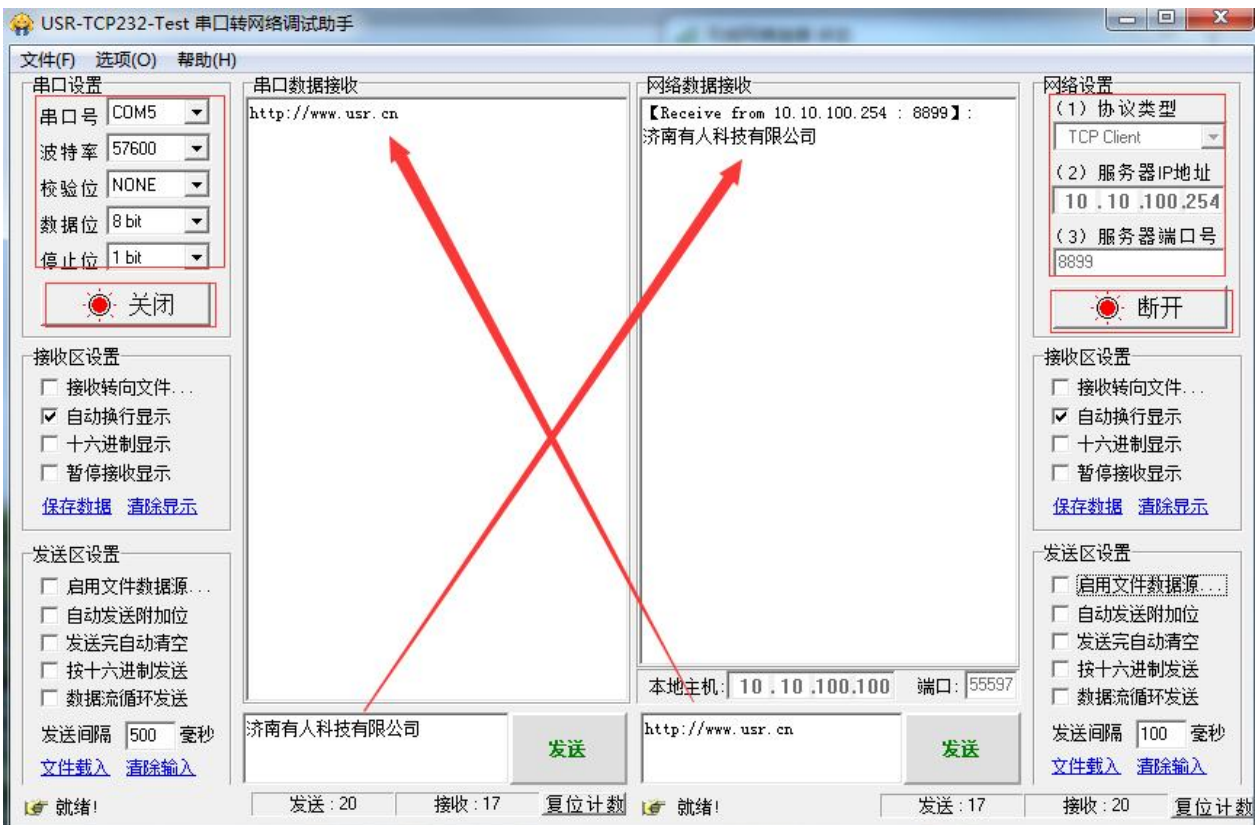 USR-TCP232-Test 串口转网络调试助手
文件(F) 选项(O) 帮助(H)
串口设置
串口号 COM5
波特率 57600
校验位 NONE
数据位 8 bit
停止位 1 bit
关闭
接收区设置
接收转向文件...
自动换行显示
十六进制显示
暂停接收显示
保存数据 清除显示
发送区设置
启用文件数据源...
自动发送附加位
发送完自动清空
按十六进制发送
数据流循环发送
发送间隔 500 毫秒
文件载入 清除输入
就绪!
串口数据接收
http://www.usr.cn
济南有人科技有限公司
发送
发送:20 接收:17 复位计数
网络数据接收
【Receive from 10.10.100.254 : 8899】:
济南有人科技有限公司
本地主机: 10 .10 .100.100 端口: 55597
http://www.usr.cn
发送
就绪! 发送:17 接收:20 复位计数
网络设置
(1) 协议类型
TCP Client
(2) 服务器IP地址
10 .10 .100.254
(3) 服务器端口号
8899
断开
接收区设置
接收转向文件...
自动换行显示
十六进制显示
暂停接收显示
保存数据 清除显示
发送区设置
启用文件数据源...
自动发送附加位
发送完自动清空
按十六进制发送
数据流循环发送
发送间隔 100 毫秒
文件载入 清除输入